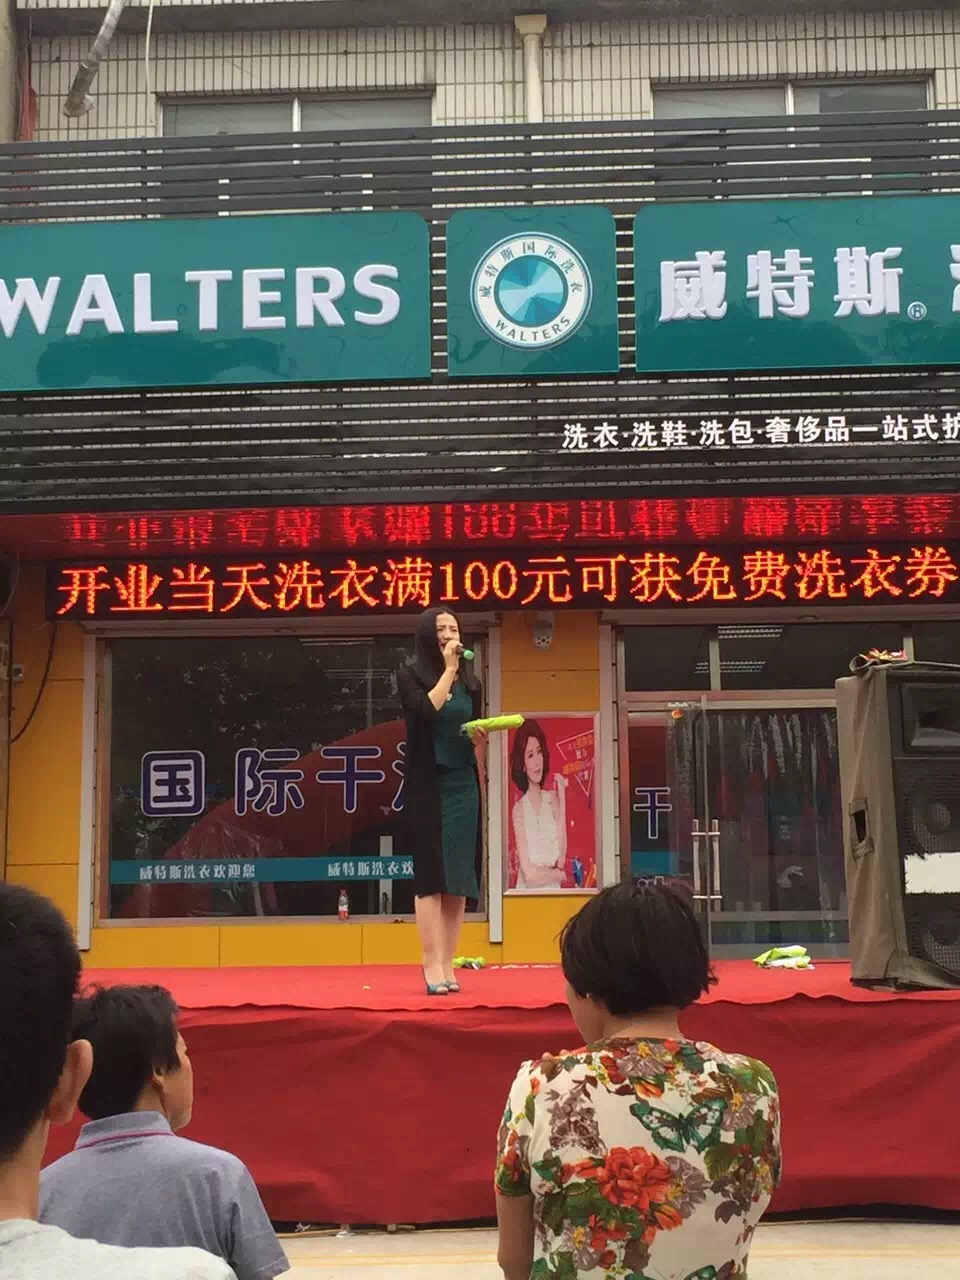 WALTERS
威特斯国际洗衣
WALTERS
威特斯®
洗衣·洗鞋·洗包·奢侈品一站式护
开业当天洗衣满100元可获免费洗衣券
国际干
干
威特斯洗衣欢迎您
威特斯洗衣欢